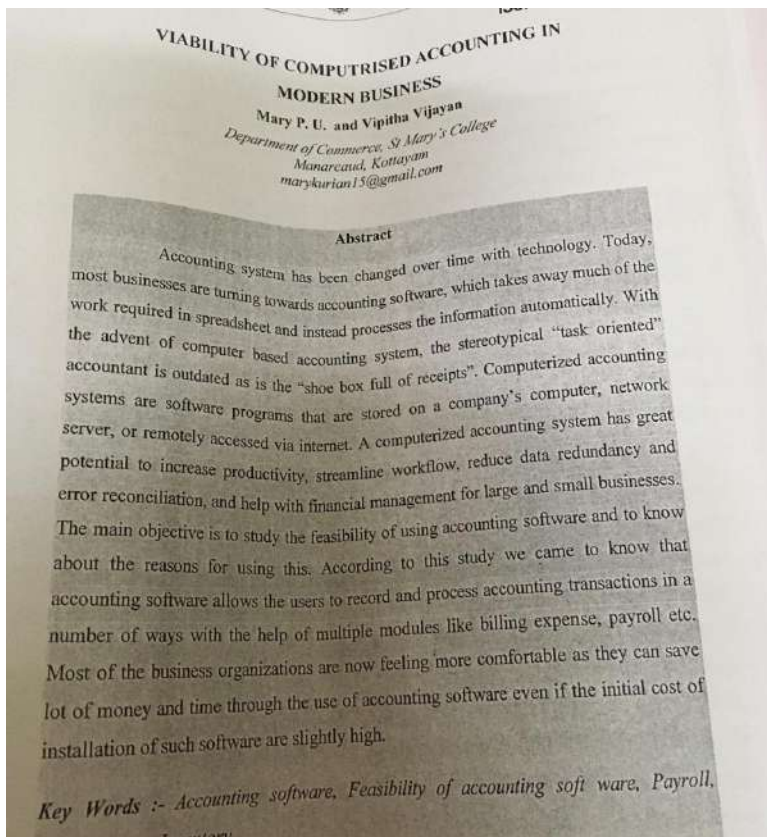 VIABILITY OF COMPUTRISED ACCOUNTING IN
MODERN BUSINESS
Mary P. U. and Vipitha Vijayan
Department of Commerce, St Mary's College
Manarcaud, Kottayam
marykurian15@gmail.com
Abstract
Accounting system has been changed over time with technology. Today,
most businesses are turning towards accounting software, which takes away much of the
work required in spreadsheet and instead processes the information automatically. With
the advent of computer based accounting system, the stereotypical "task oriented"
accountant is outdated as is the "shoe box full of receipts". Computerized accounting
systems are software programs that are stored on a company's computer, network
server, or remotely accessed via internet. A computerized accounting system has great
potential to increase productivity, streamline workflow, reduce data redundancy and
error reconciliation, and help with financial management for large and small businesses.
The main objective is to study the feasibility of using accounting software and to know
about the reasons for using this. According to this study we came to know that
accounting software allows the users to record and process accounting transactions in a
number of ways with the help of multiple modules like billing expense, payroll etc.
Most of the business organizations are now feeling more comfortable as they can save
lot of money and time through the use of accounting software even if the initial cost of
installation of such software are slightly high.
Key Words :- Accounting software, Feasibility of accounting soft ware, Payroll,